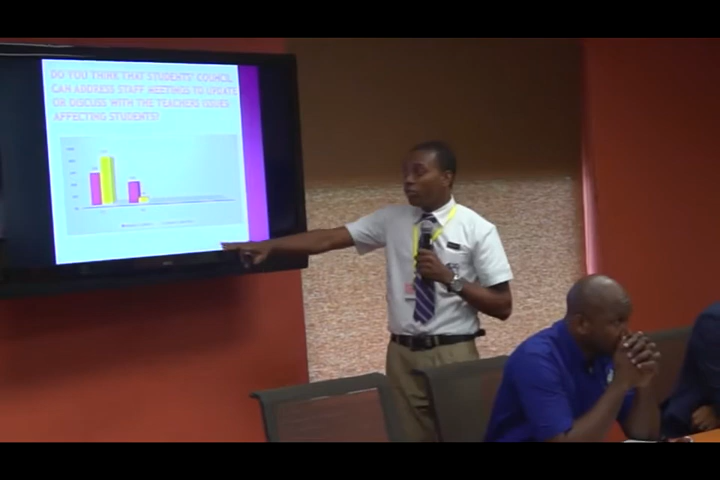 DO YOU THINK THAT STUDENTS' COUNCIL
CAN ADDRESS STAFF MEETINGS TO UPDATE
OR DISCUSS WITH THE TEACHERS ISSUES
AFFECTING STUDENTS?